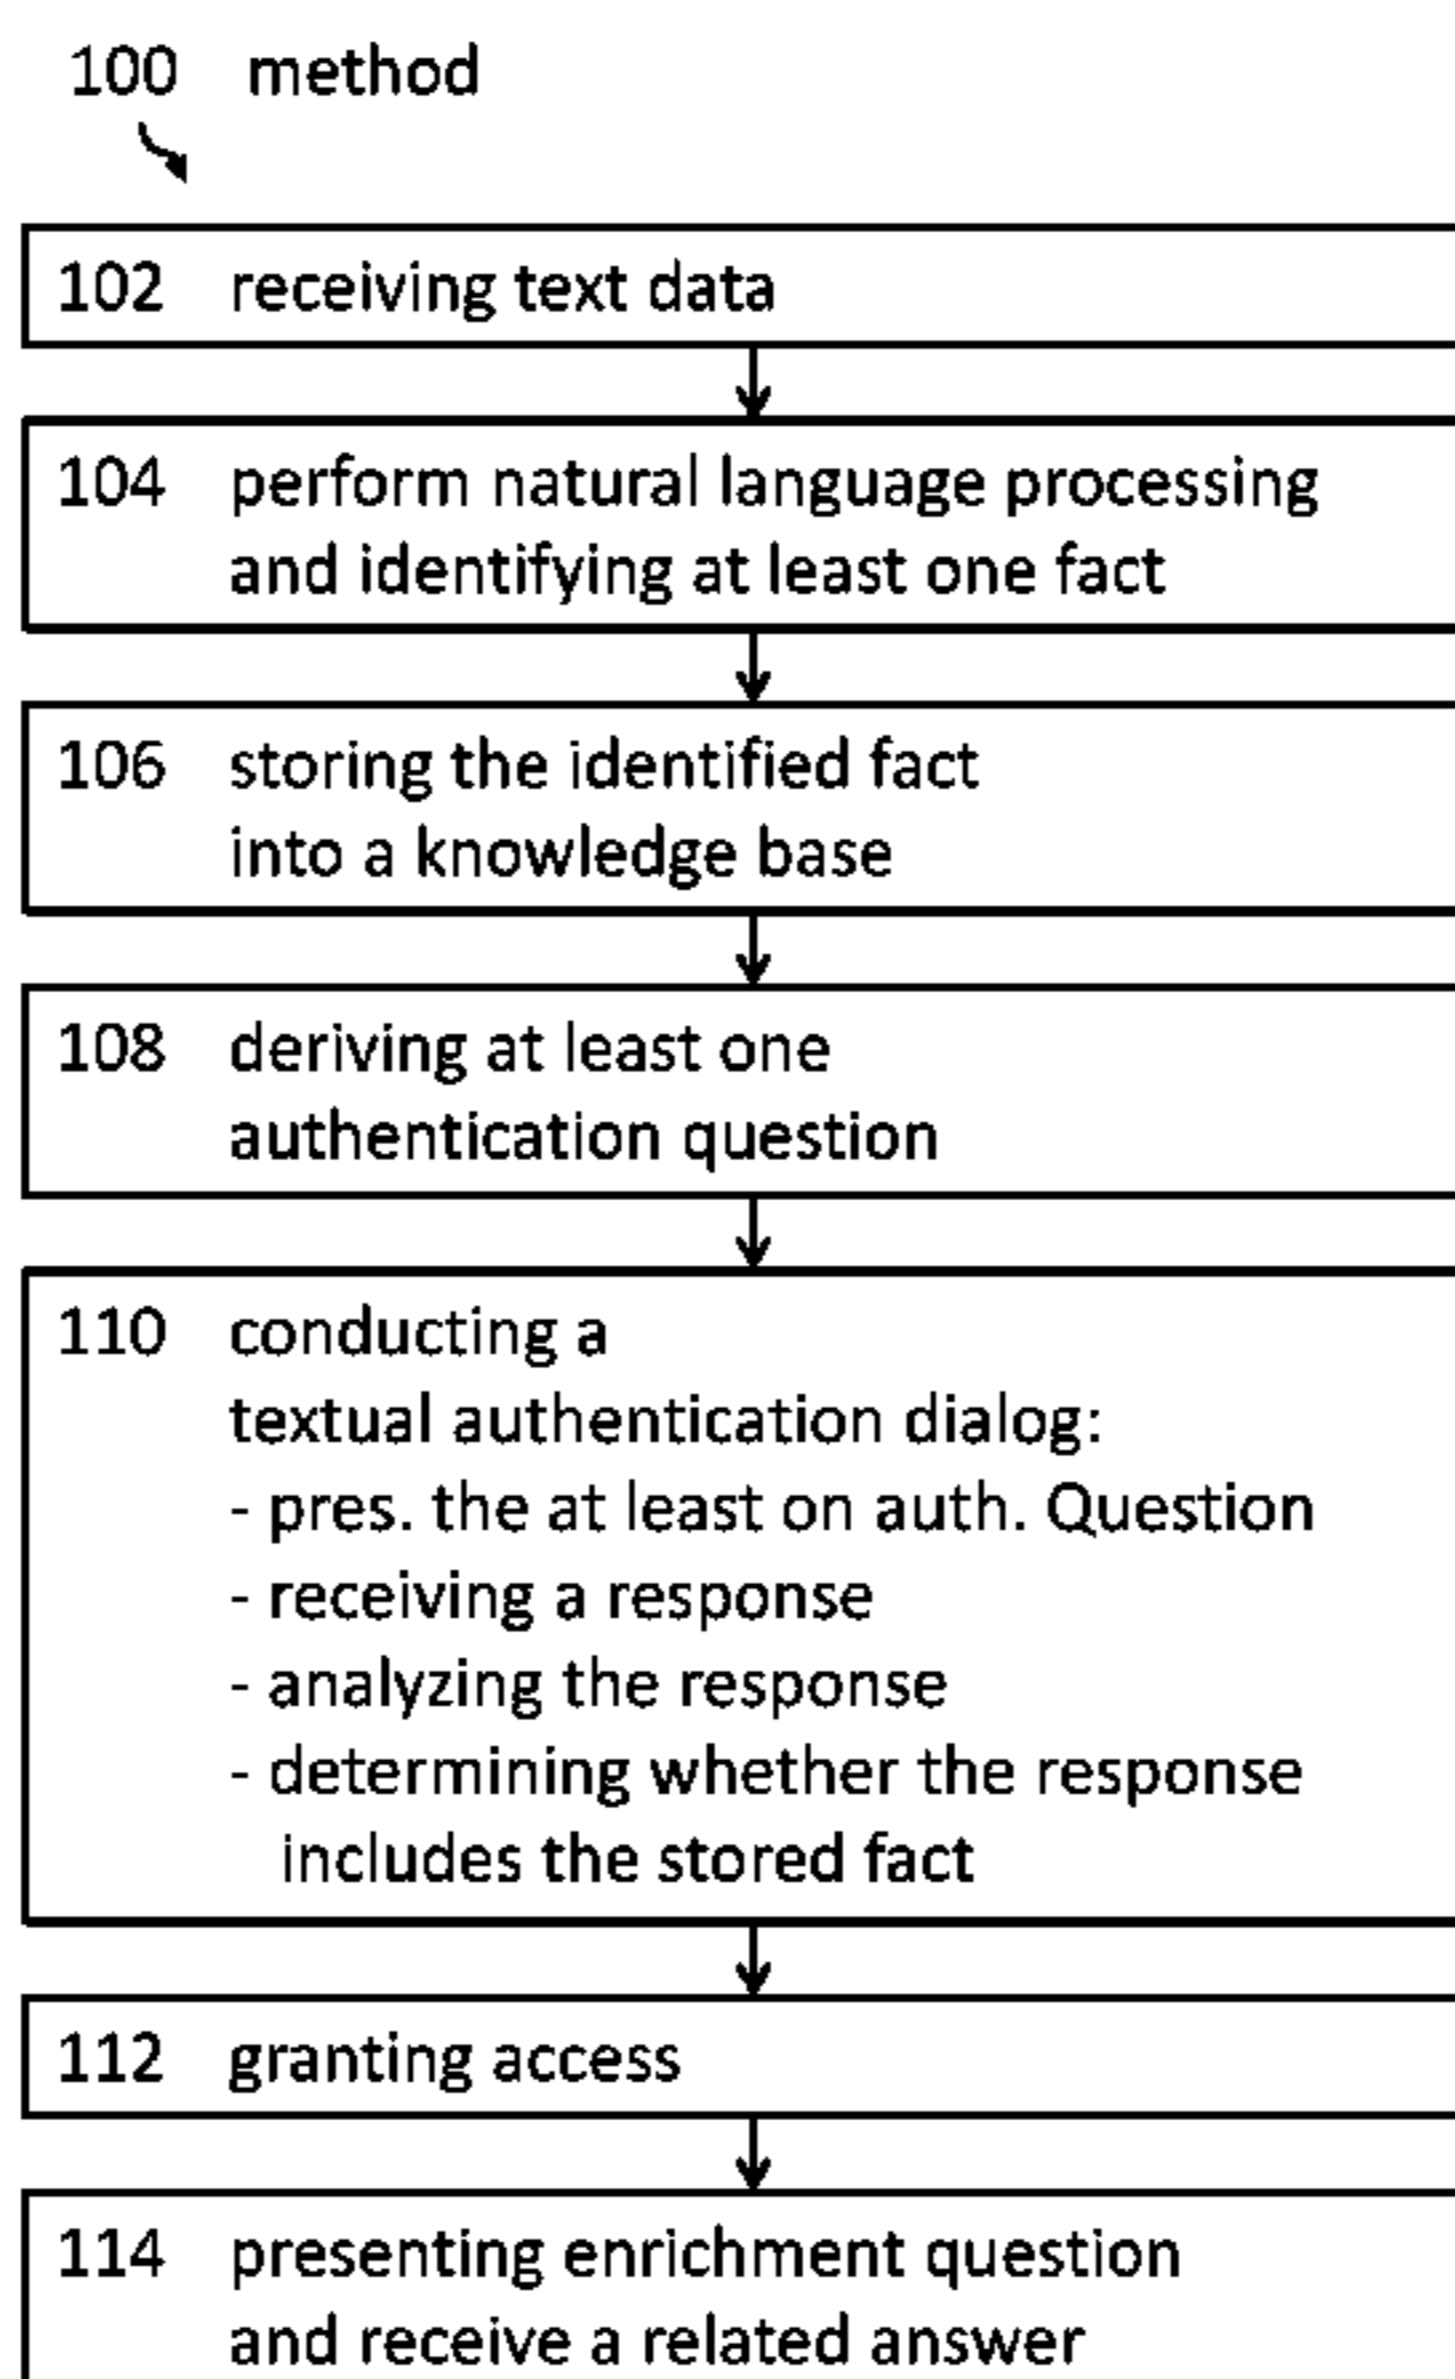 100 method
102 receiving text data
104 perform natural language processing
and identifying at least one fact
106 storing the identified fact
into a knowledge base
108 deriving at least one
authentication question
110 conducting a
textual authentication dialog:
- pres. the at least on auth. Question
- receiving a response
- analyzing the response
- determining whether the response
includes the stored fact
112 granting access
114 presenting enrichment question
and receive a related answer